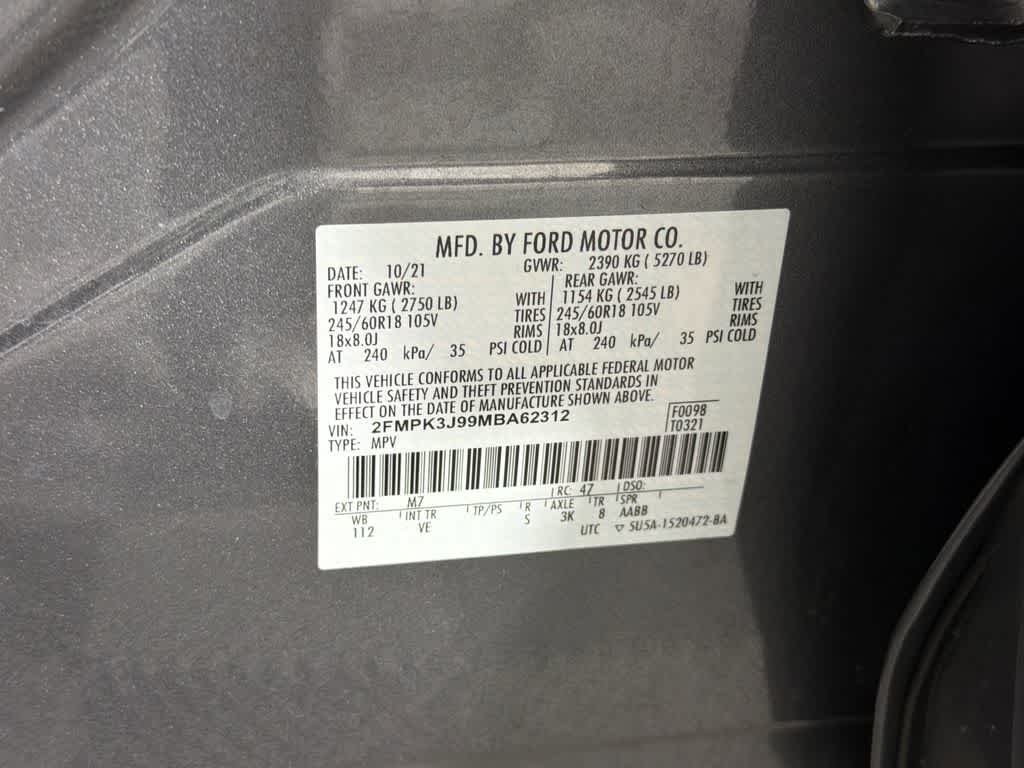 MFD. BY FORD MOTOR CO.
DATE: 10/21 GVWR: 2390 KG ( 5270 LB)
FRONT GAWR: REAR GAWR:
1247 KG ( 2750 LB) WITH 1154 KG ( 2545 LB) WITH
245/60R18 105V TIRES 245/60R18 105V TIRES
18x8.0J RIMS 18x8.0J RIMS
AT 240 kPa/ 35 PSI COLD AT 240 kPa/ 35 PSI COLD
THIS VEHICLE CONFORMS TO ALL APPLICABLE FEDERAL MOTOR
VEHICLE SAFETY AND THEFT PREVENTION STANDARDS IN
EFFECT ON THE DATE OF MANUFACTURE SHOWN ABOVE.
VIN: 2FMPK3J99MBA62312 F0098
TYPE: MPV T0321
EXT PNT: M7 RC: 47 DSO:
WB INT TR TP/PS R AXLE TR SPR
112 VE S 3K 8 AABB
UTC ▽ 5U5A-1520472-BA